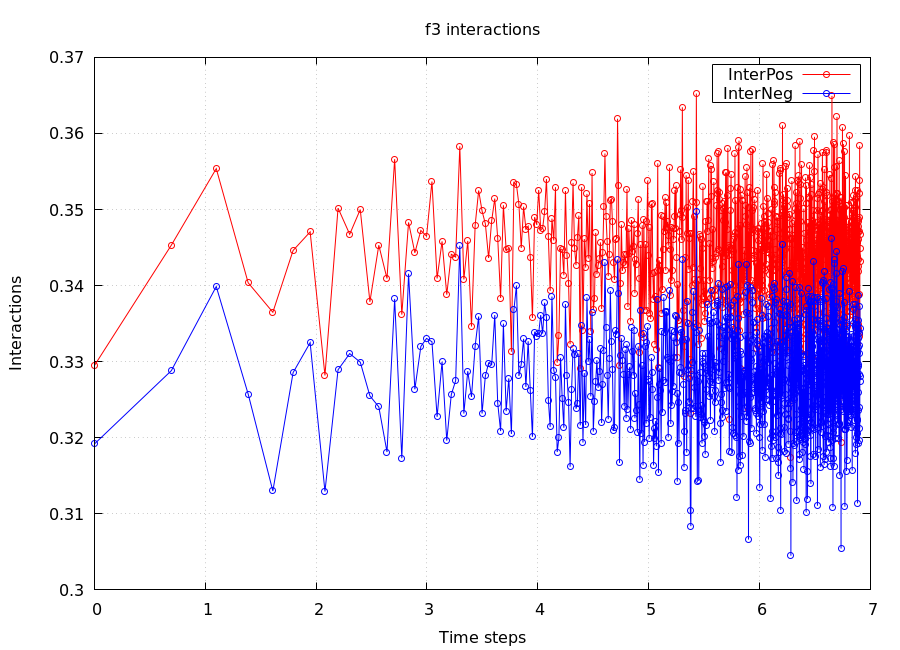 f3 interactions
0.37
0.36
0.35
0.34
0.33
0.32
0.31
0.3
Interactions
InterPos
InterNeg
0 1 2 3 4 5 6 7
Time steps